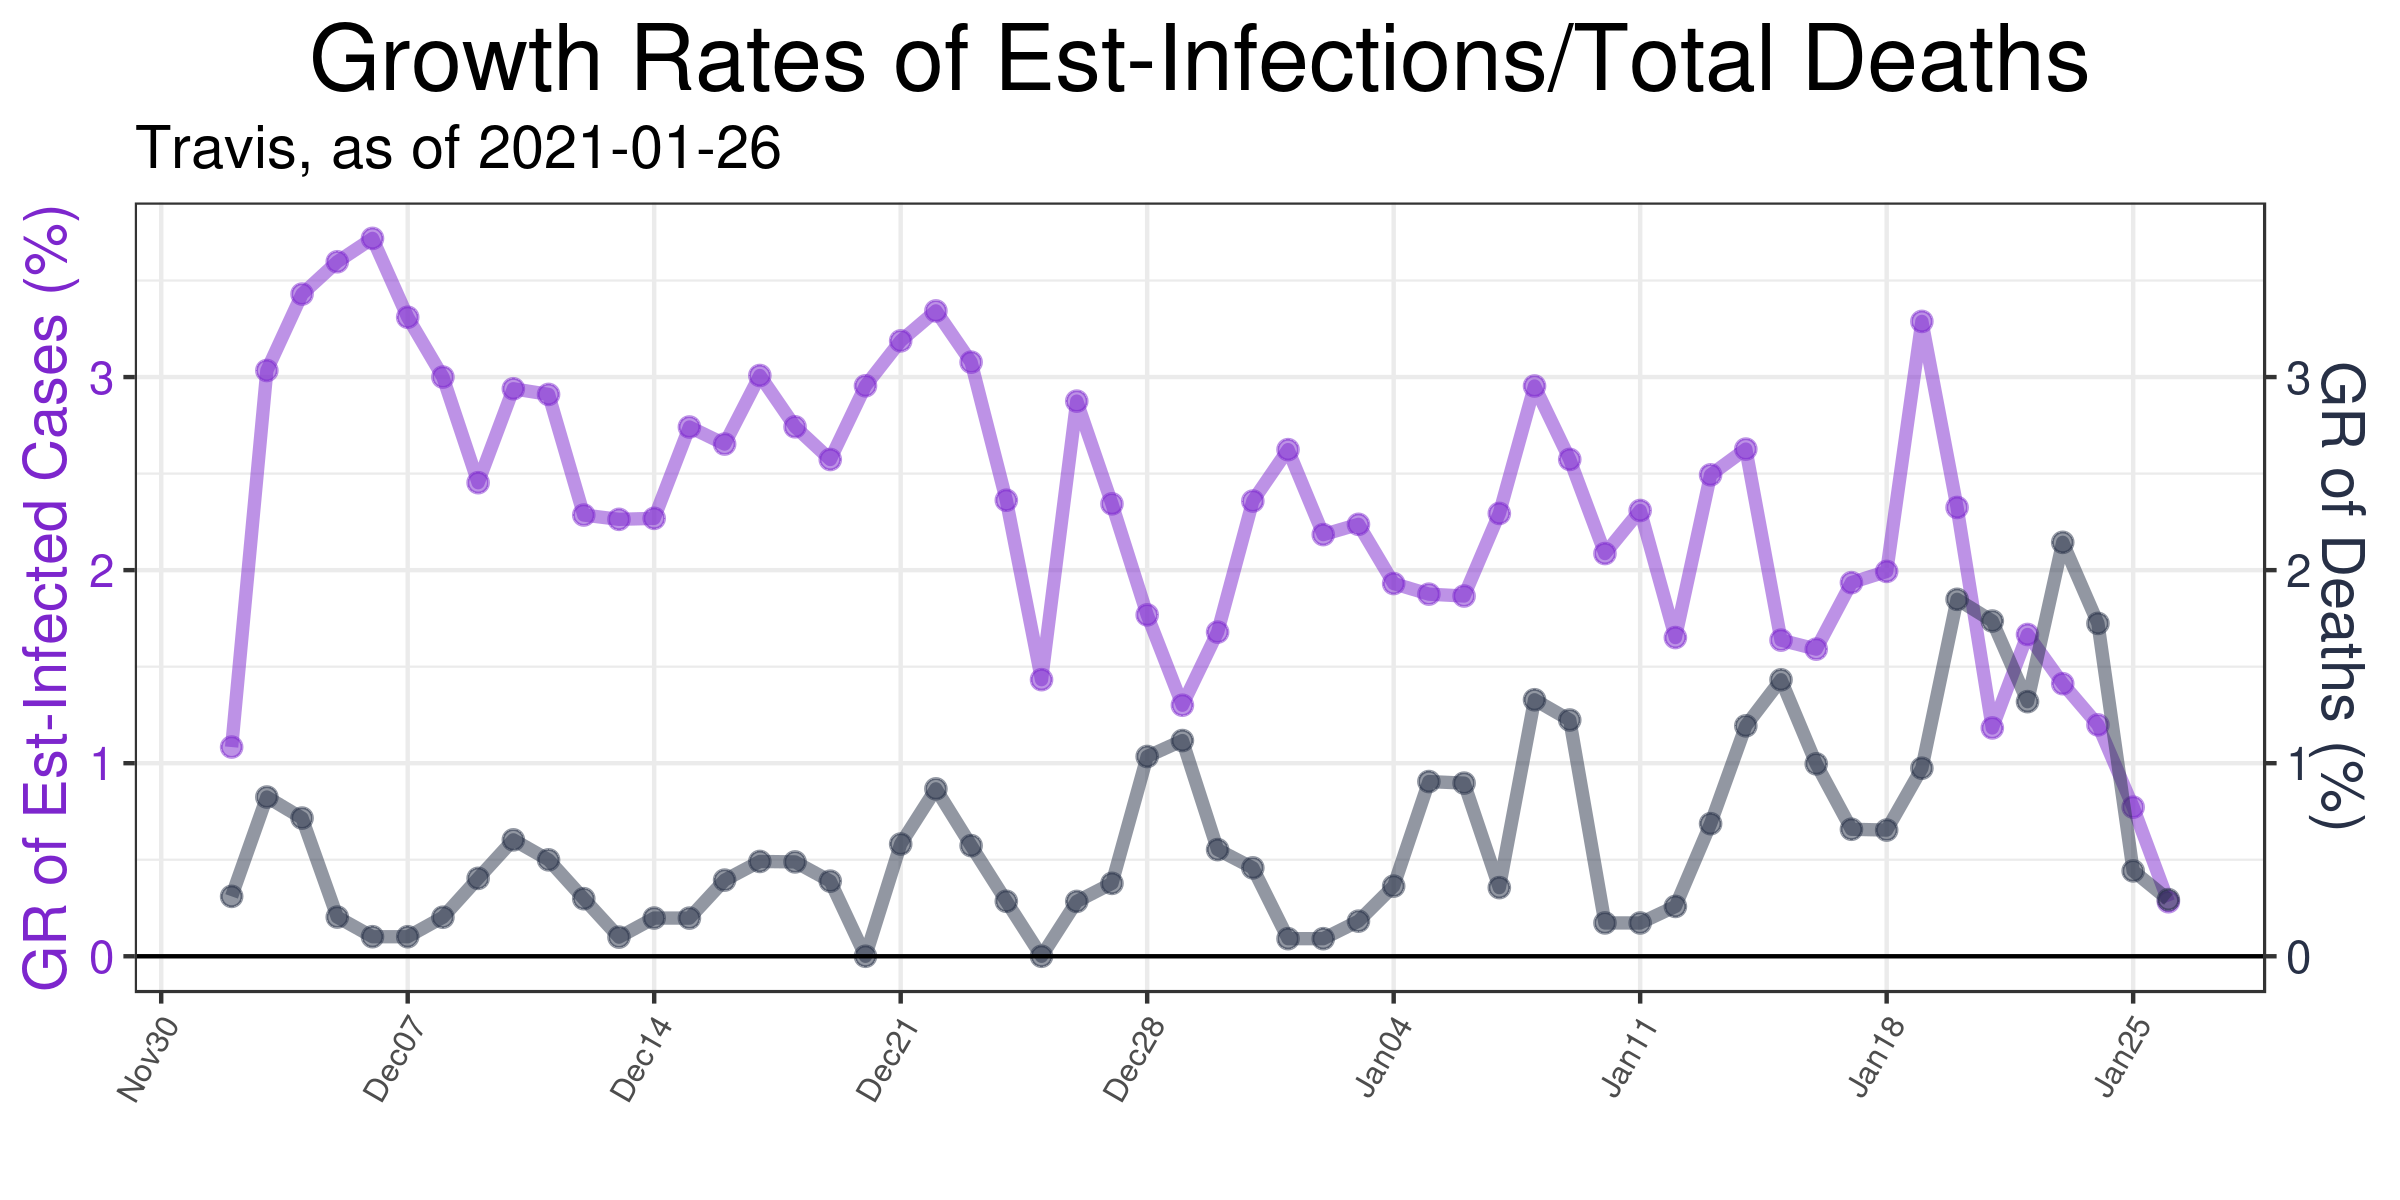 Growth Rates of Est-Infections/Total Deaths
Travis, as of 2021-01-26
GR of Est-Infected Cases (%)
3
2
1
0
3
2
1
0
GR of Deaths (%)
Nov30
Dec07
Dec14
Dec21
Dec28
Jan04
Jan11
Jan18
Jan25